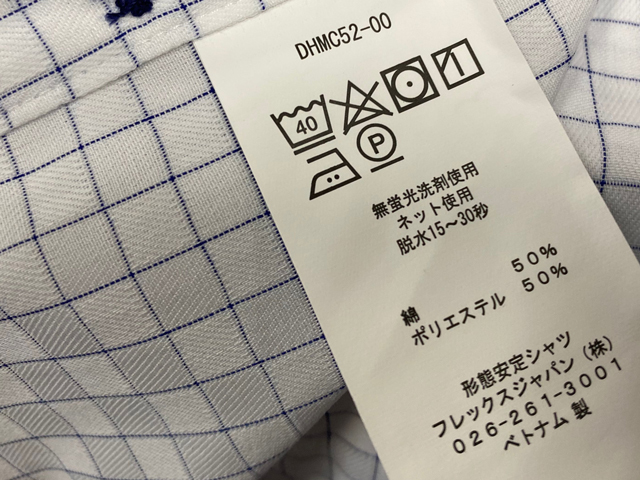 DHMC52-00
40
P
無蛍光洗剤使用
ネット使用
脱水15～30秒
綿 50%
ポリエステル 50%
形態安定シャツ
フレックスジャパン(株)
026-261-3001
ベトナム製